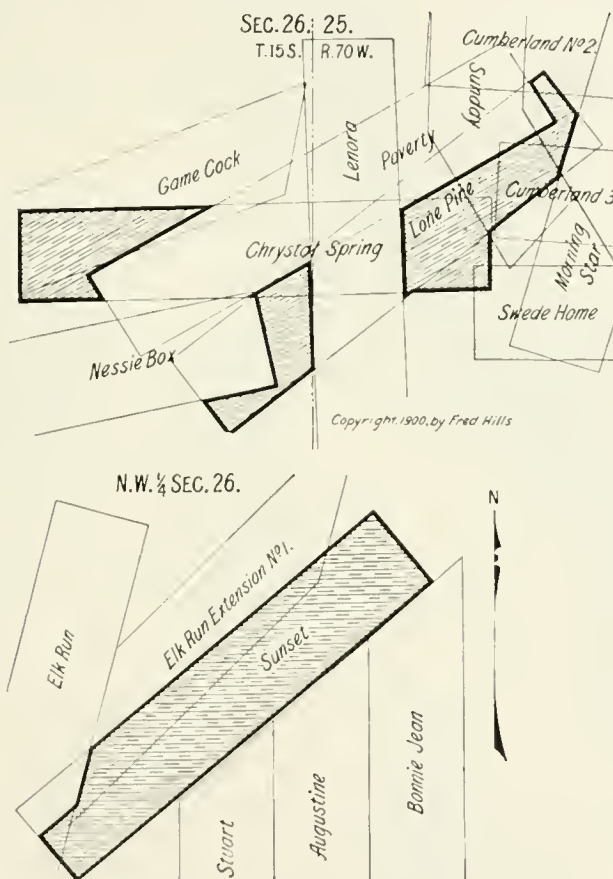 SEC. 26. 25.
T. 15 S. R. 70 W.
Cumberland Nº 2.
Sunday
Lenora
Poverty
Game Cock
Lone Pine
Cumberland 3
Chrystal Spring
Morning
Star
Swede Home
Nessie Box
Copyright, 1900, by Fred Hills
N.W. ¼ SEC. 26.
N
Elk Run Extension Nº 1.
Elk Run
Sunset
Bonnie Jean
Augustine
Stuart